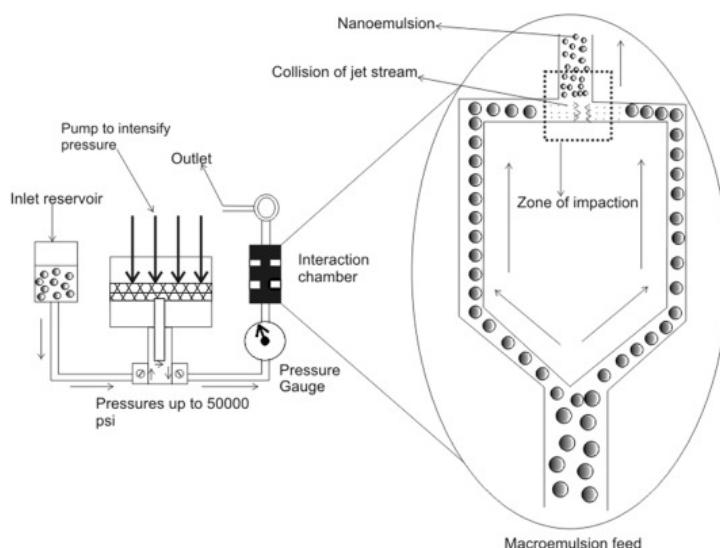 Nanoemulsion
Collision of jet stream
Pump to intensify
pressure
Outlet
Inlet reservoir
Zone of impaction
Interaction
chamber
Pressure
Gauge
Pressures up to 50000
psi
Macroemulsion feed